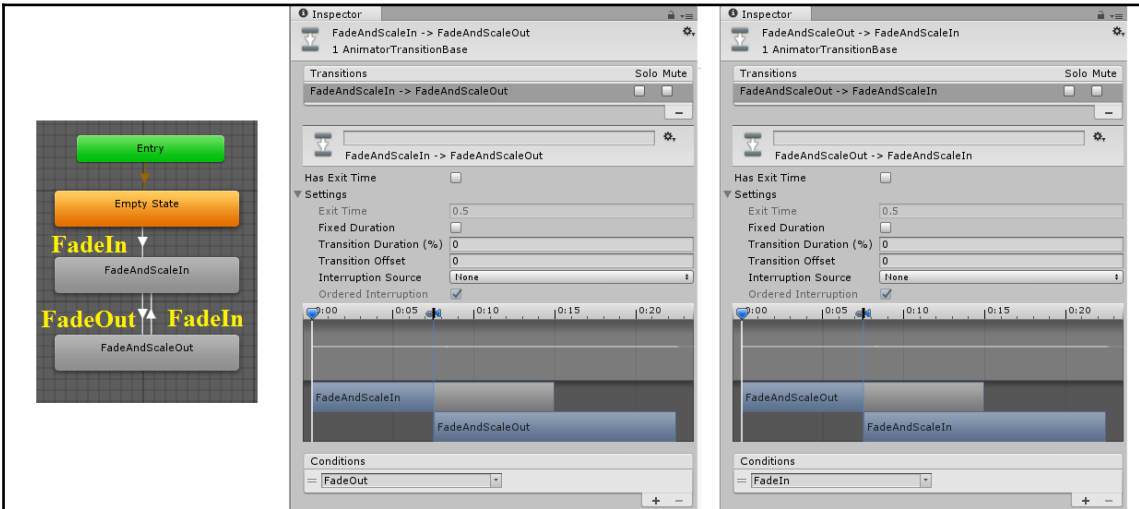 Entry
Empty State
FadeIn
FadeAndScaleIn
FadeOut FadeIn
FadeAndScaleOut
Inspector
FadeAndScaleIn -> FadeAndScaleOut
1 AnimatorTransitionBase
Transitions Solo Mute
FadeAndScaleIn -> FadeAndScaleOut
FadeAndScaleIn -> FadeAndScaleOut
Has Exit Time
Settings
Exit Time 0.5
Fixed Duration
Transition Duration (%) 0
Transition Offset 0
Interruption Source None
Ordered Interruption
0:00 0:05 0:10 0:15 0:20
FadeAndScaleIn
FadeAndScaleOut
Conditions
FadeOut
Inspector
FadeAndScaleOut -> FadeAndScaleIn
1 AnimatorTransitionBase
Transitions Solo Mute
FadeAndScaleOut -> FadeAndScaleIn
FadeAndScaleOut -> FadeAndScaleIn
Has Exit Time
Settings
Exit Time 0.5
Fixed Duration
Transition Duration (%) 0
Transition Offset 0
Interruption Source None
Ordered Interruption
0:00 0:05 0:10 0:15 0:20
FadeAndScaleOut
FadeAndScaleIn
Conditions
FadeIn